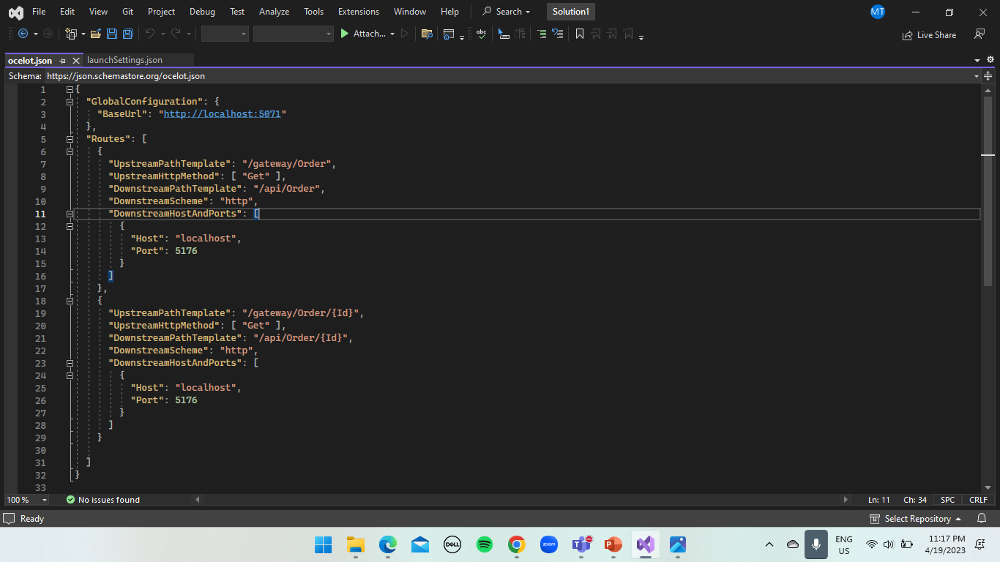 File Edit View Git Project Debug Test Analyze Tools Extensions Window Help Search Solution1 MT
Attach... abc Live Share
ocelot.json launchSettings.json
Schema: https://json.schemastore.org/ocelot.json
1 {
2 "GlobalConfiguration": {
3 "BaseUrl": "http://localhost:5071"
4 },
5 "Routes": [
6 {
7 "UpstreamPathTemplate": "/gateway/Order",
8 "UpstreamHttpMethod": [ "Get" ],
9 "DownstreamPathTemplate": "/api/Order",
10 "DownstreamScheme": "http",
11 "DownstreamHostAndPorts": [
12 {
13 "Host": "localhost",
14 "Port": 5176
15 }
16 ]
17 },
18 {
19 "UpstreamPathTemplate": "/gateway/Order/{Id}",
20 "UpstreamHttpMethod": [ "Get" ],
21 "DownstreamPathTemplate": "/api/Order/{Id}",
22 "DownstreamScheme": "http",
23 "DownstreamHostAndPorts": [
24 {
25 "Host": "localhost",
26 "Port": 5176
27 }
28 ]
29 }
30
31 ]
32 }
33
100 % No issues found Ln: 11 Ch: 34 SPC CRLF
Ready Select Repository
DELL zoom ENG US 11:17 PM
4/19/2023